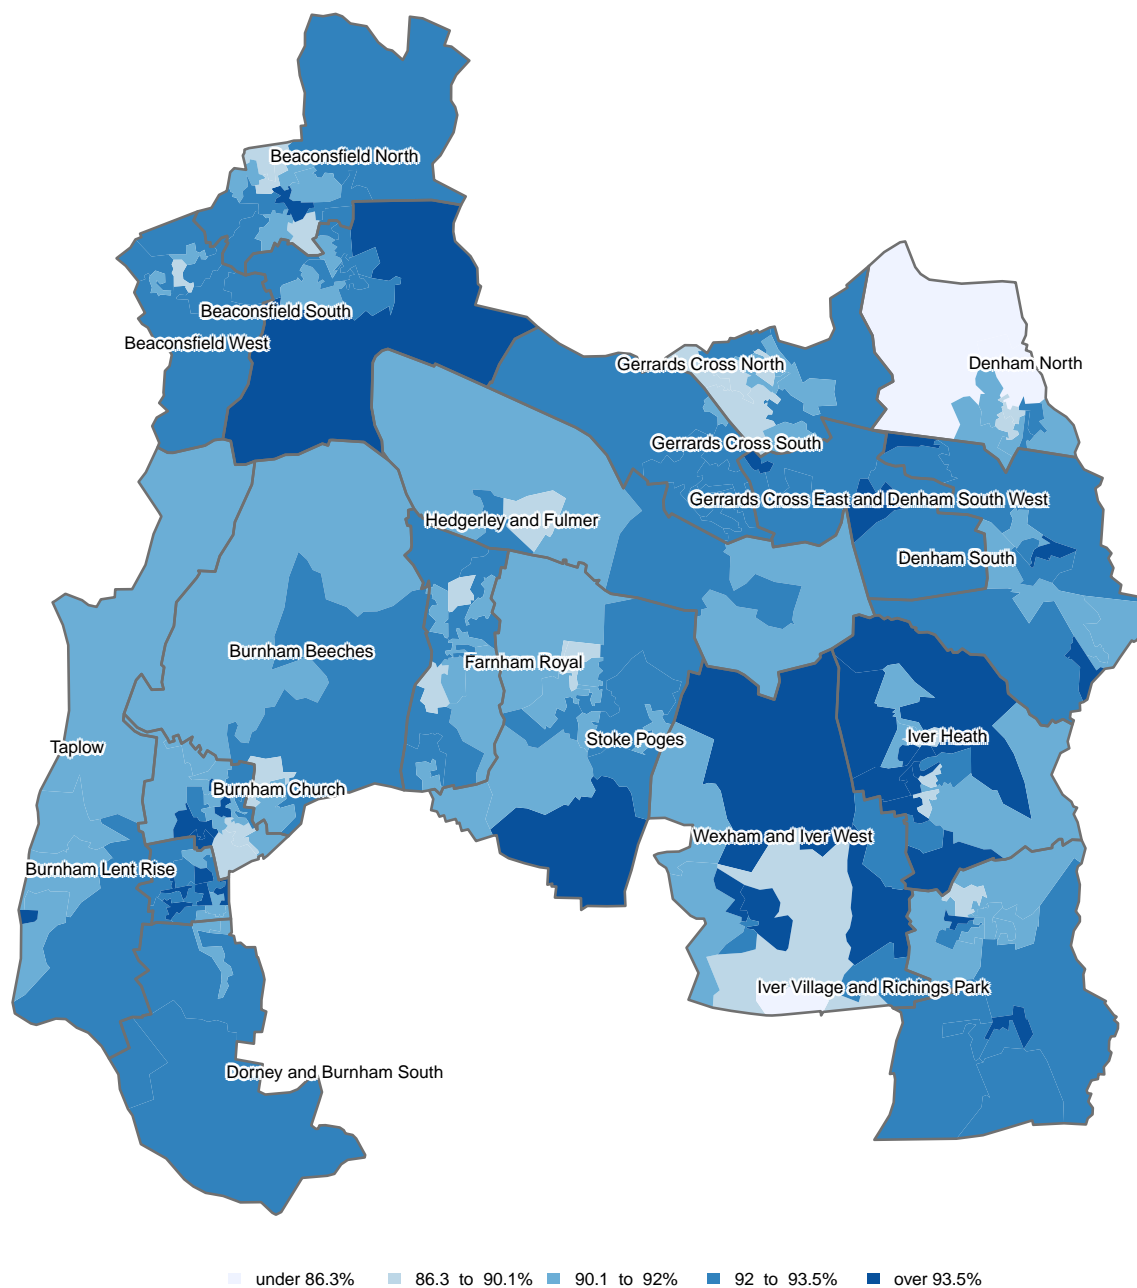 Beaconsfield North
Beaconsfield South
Beaconsfield West
Gerrards Cross North
Denham North
Gerrards Cross South
Gerrards Cross East and Denham South West
Hedgerley and Fulmer
Denham South
Burnham Beeches
Farnham Royal
Stoke Poges
Iver Heath
Taplow
Burnham Church
Wexham and Iver West
Burnham Lent Rise
Iver Village and Richings Park
Dorney and Burnham South
under 86.3% 86.3 to 90.1% 90.1 to 92% 92 to 93.5% over 93.5%